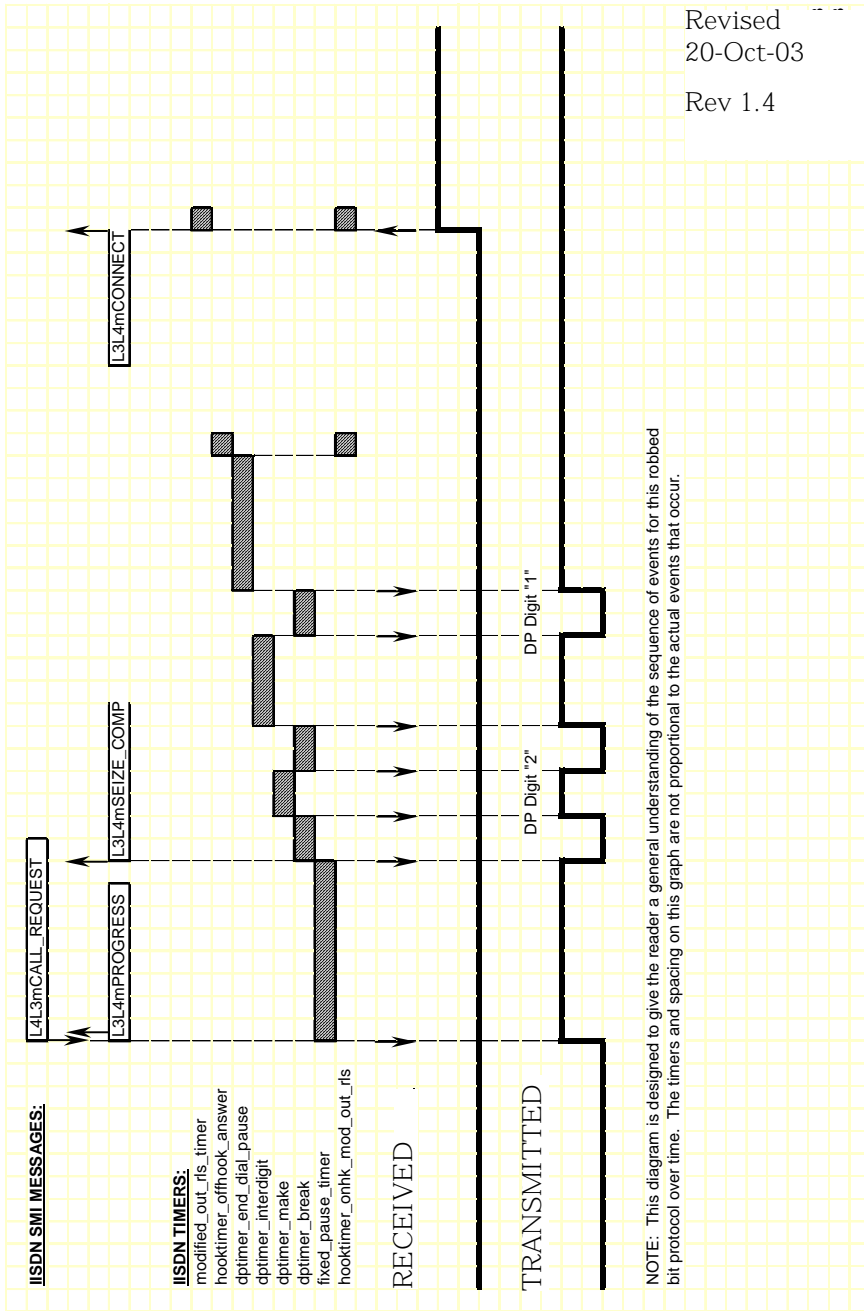 Revised
20-Oct-03
Rev 1.4
IISDN SMI MESSAGES:
L4L3mCALL_REQUEST
L3L4mPROGRESS
L3L4mSEIZE_COMP
L3L4mCONNECT
IISDN TIMERS:
modified_out_rls_timer
hooktimer_offhook_answer
dptimer_end_dial_pause
dptimer_interdigit
dptimer_make
dptimer_break
fixed_pause_timer
hooktimer_onhk_mod_out_rls
RECEIVED
TRANSMITTED
DP Digit "2"
DP Digit "1"
NOTE: This diagram is designed to give the reader a general understanding of the sequence of events for this robbed
bit protocol over time. The timers and spacing on this graph are not proportional to the actual events that occur.